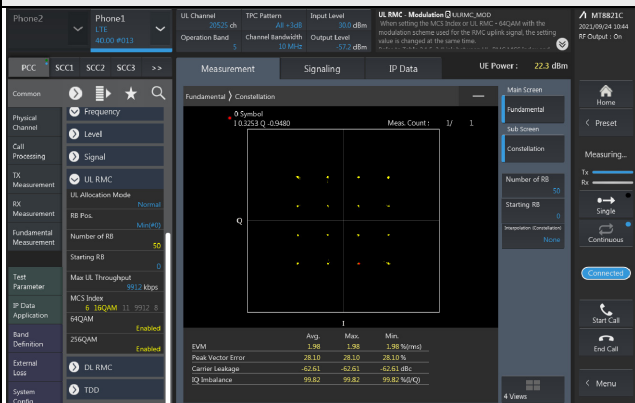 Phone2
Phone1
LTE
40.00 #013
UL Channel
20525 ch
TPC Pattern
All +3dB
Input Level
30.0 dBm
Operation Band
5
Channel Bandwidth
10 MHz
Output Level
-57.2 dBm
UL RMC - Modulation ULRMC_MOD
When setting the MCS Index or UL RMC - 64QAM with the
modulation scheme used for the RMC uplink signal, the setting
value is changed at the same time.
MT8821C
2021/09/24 10:44
RF Output : On
PCC
SCC1
SCC2
SCC3
>>
Measurement
Signaling
IP Data
UE Power : 22.3 dBm
Common
Physical
Channel
Call
Processing
TX
Measurement
RX
Measurement
Fundamental
Measurement
Test
Parameter
IP Data
Application
Band
Definition
External
Loss
System
Config
Frequency
Level
Signal
UL RMC
UL Allocation Mode
Normal
RB Pos.
Min(#0)
Number of RB
50
Starting RB
0
Max UL Throughput
9912 kbps
MCS Index
6 16QAM 11 9912 8
64QAM
Enabled
256QAM
Enabled
DL RMC
TDD
Fundamental ⟩ Constellation
0 Symbol
I 0.3253 Q -0.9480
Meas. Count : 1/ 1
Q
I
Avg. Max. Min.
EVM 1.98 1.98 1.98 %(rms)
Peak Vector Error 28.10 28.10 28.10 %
Carrier Leakage -62.61 -62.61 -62.61 dBc
IQ Imbalance 99.82 99.82 99.82 %(I/Q)
Main Screen
Fundamental
Sub Screen
Constellation
Number of RB
50
Starting RB
0
Interpolation (Constellation)
None
4 Views
Home
< Preset
Measuring...
Tx
Rx
Single
Continuous
Connected
Start Call
End Call
< Menu